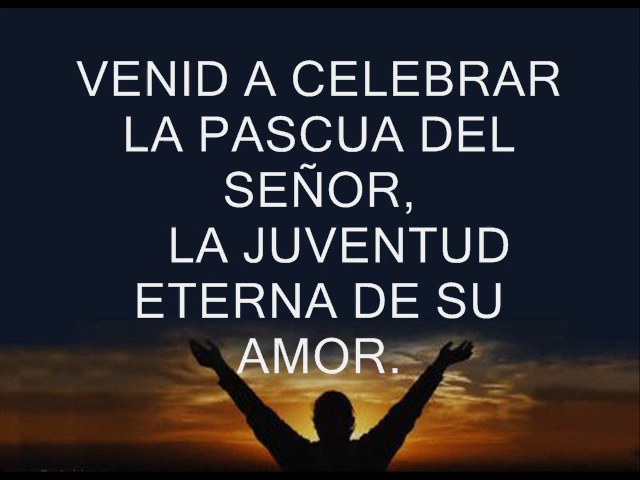 VENID A CELEBRAR
LA PASCUA DEL
SEÑOR,
LA JUVENTUD
ETERNA DE SU
AMOR.